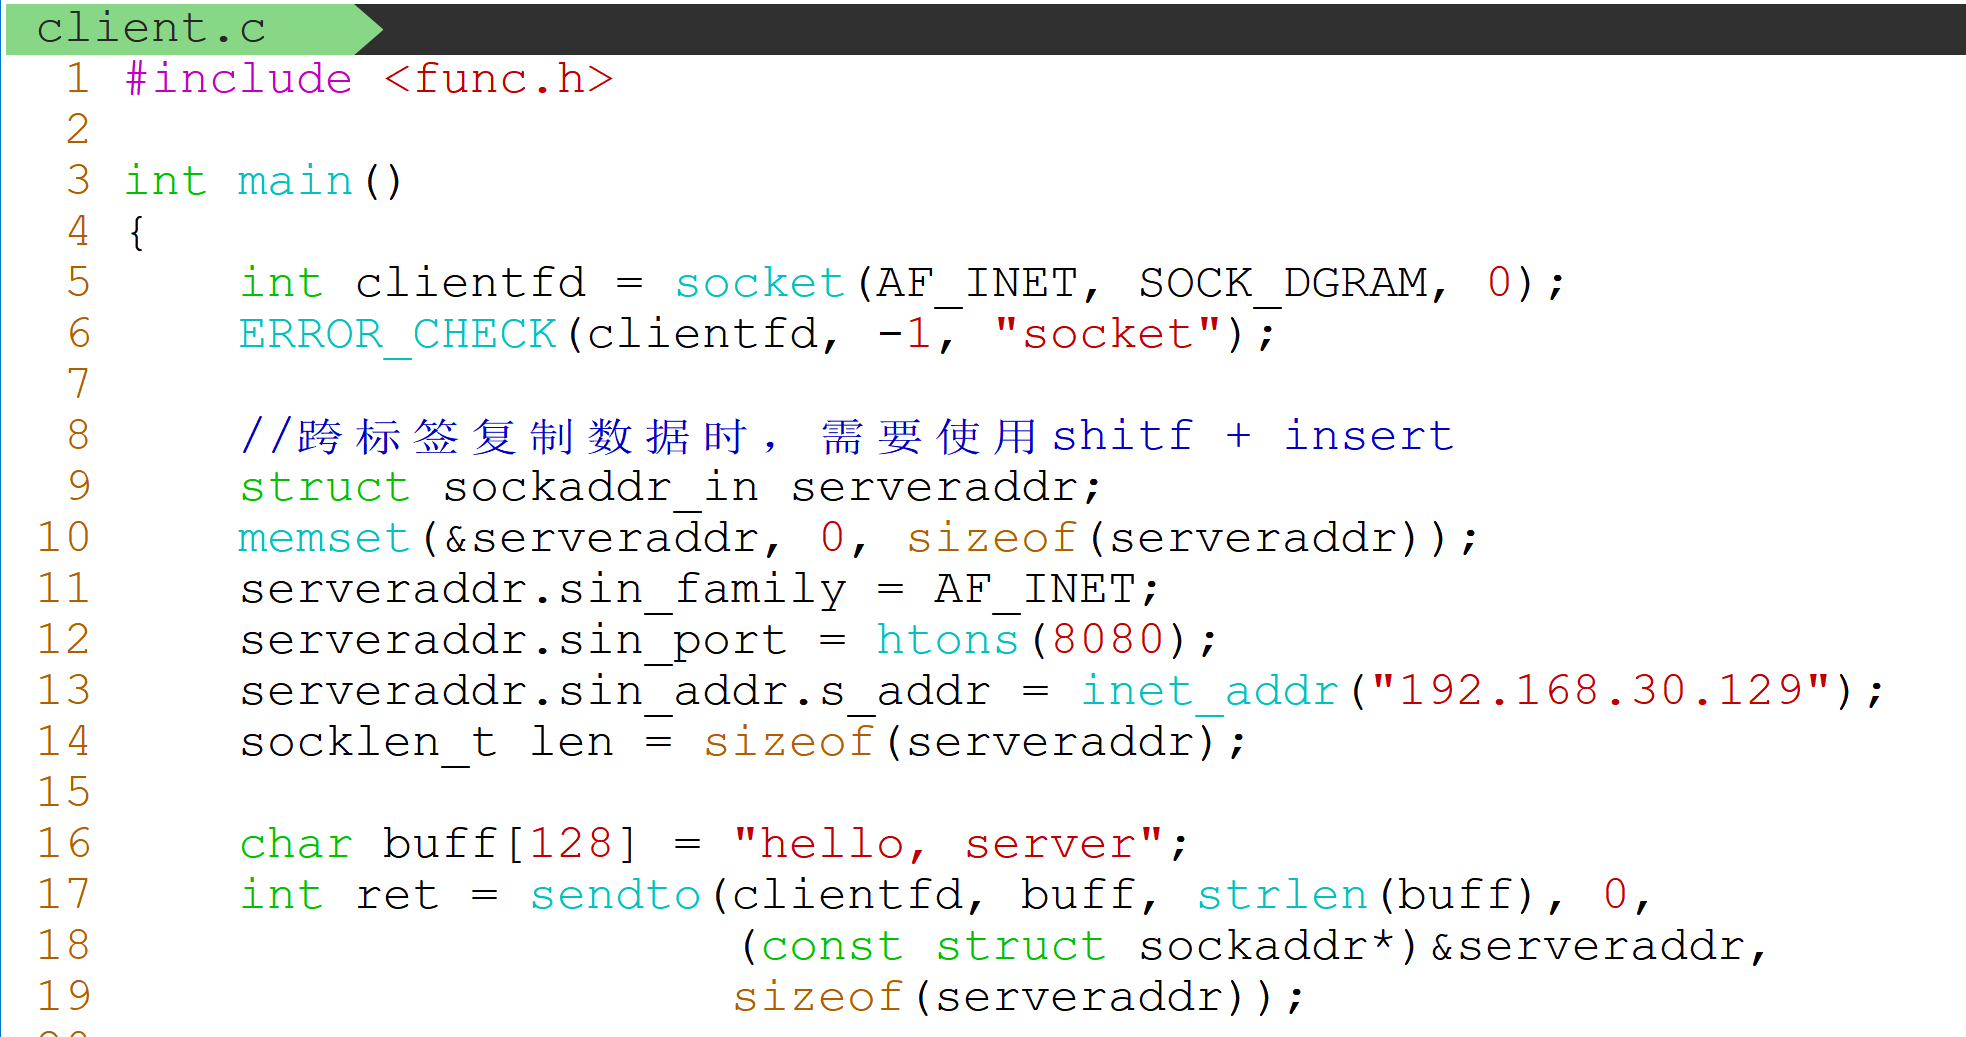 client.c
1 #include <func.h>
2
3 int main()
4 {
5     int clientfd = socket(AF_INET, SOCK_DGRAM, 0);
6     ERROR_CHECK(clientfd, -1, "socket");
7
8     //跨标签复制数据时，需要使用shitf + insert
9     struct sockaddr_in serveraddr;
10     memset(&serveraddr, 0, sizeof(serveraddr));
11     serveraddr.sin_family = AF_INET;
12     serveraddr.sin_port = htons(8080);
13     serveraddr.sin_addr.s_addr = inet_addr("192.168.30.129");
14     socklen_t len = sizeof(serveraddr);
15
16     char buff[128] = "hello, server";
17     int ret = sendto(clientfd, buff, strlen(buff), 0,
18                      (const struct sockaddr*)&serveraddr,
19                      sizeof(serveraddr));